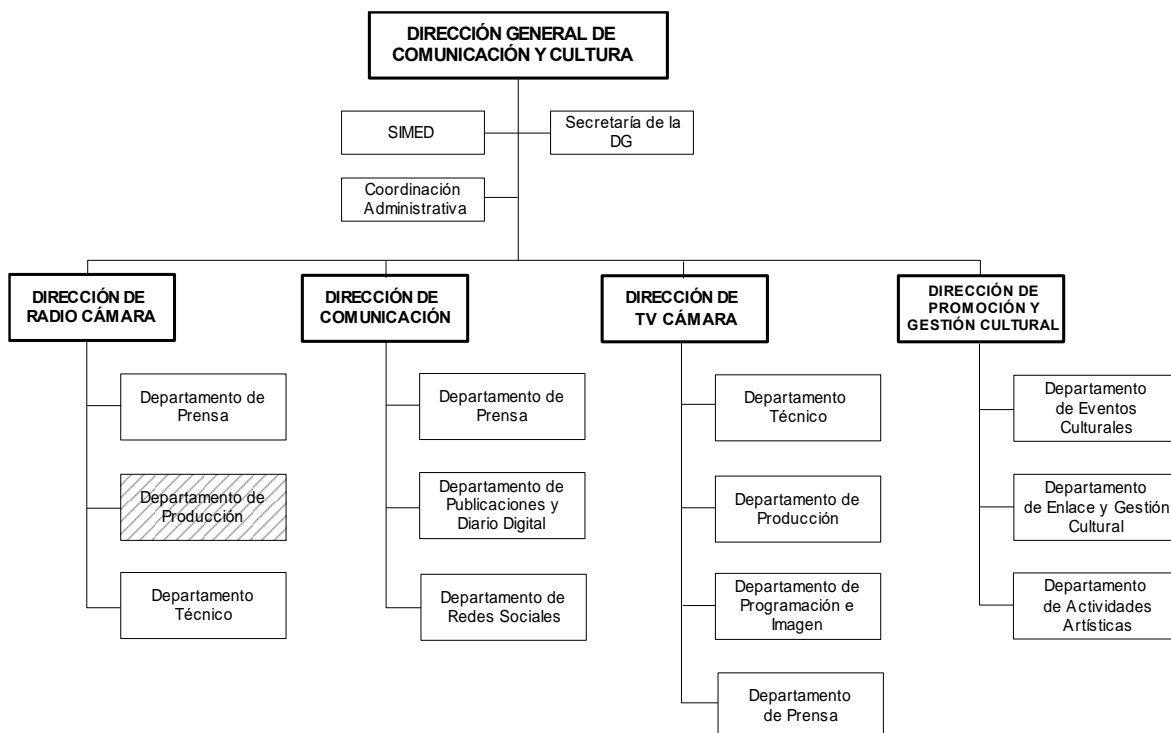 DIRECCIÓN GENERAL DE
COMUNICACIÓN Y CULTURA
SIMED
Secretaría de la
DG
Coordinación
Administrativa
DIRECCIÓN DE
RADIO CÁMARA
DIRECCIÓN DE
COMUNICACIÓN
DIRECCIÓN DE
TV CÁMARA
DIRECCIÓN DE
PROMOCIÓN Y
GESTIÓN CULTURAL
Departamento de
Prensa
Departamento de
Producción
Departamento
Técnico
Departamento de
Prensa
Departamento de
Publicaciones y
Diario Digital
Departamento de
Redes Sociales
Departamento
Técnico
Departamento de
Producción
Departamento de
Programación e
Imagen
Departamento
de Prensa
Departamento
de Eventos
Culturales
Departamento
de Enlace y Gestión
Cultural
Departamento
de Actividades
Artísticas